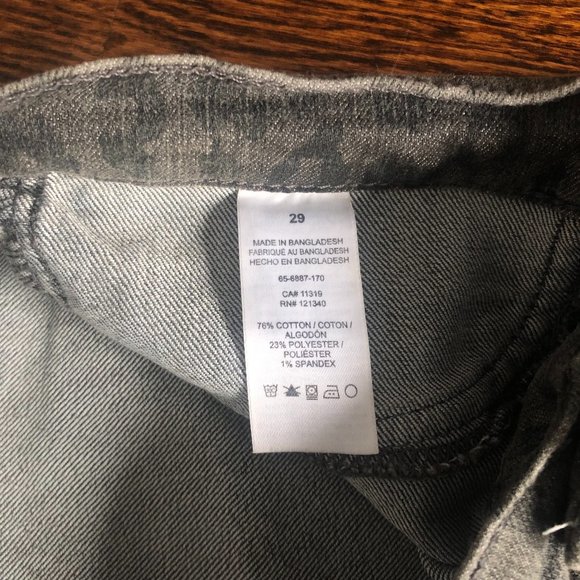 29
MADE IN BANGLADESH
FABRIQUÉ AU BANGLADESH
HECHO EN BANGLADESH
65-6887-170
CA# 11319
RN# 121340
76% COTTON / COTON /
ALGODÓN
23% POLYESTER /
POLIÉSTER
1% SPANDEX